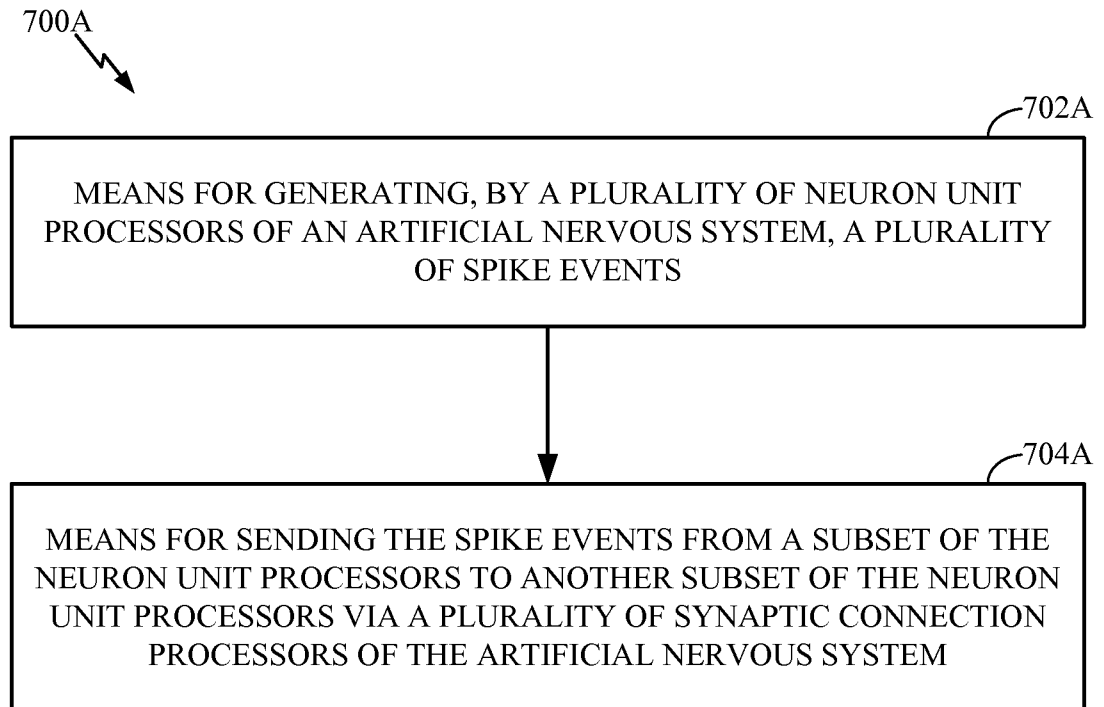 700A
702A
MEANS FOR GENERATING, BY A PLURALITY OF NEURON UNIT
PROCESSORS OF AN ARTIFICIAL NERVOUS SYSTEM, A PLURALITY
OF SPIKE EVENTS
704A
MEANS FOR SENDING THE SPIKE EVENTS FROM A SUBSET OF THE
NEURON UNIT PROCESSORS TO ANOTHER SUBSET OF THE NEURON
UNIT PROCESSORS VIA A PLURALITY OF SYNAPTIC CONNECTION
PROCESSORS OF THE ARTIFICIAL NERVOUS SYSTEM